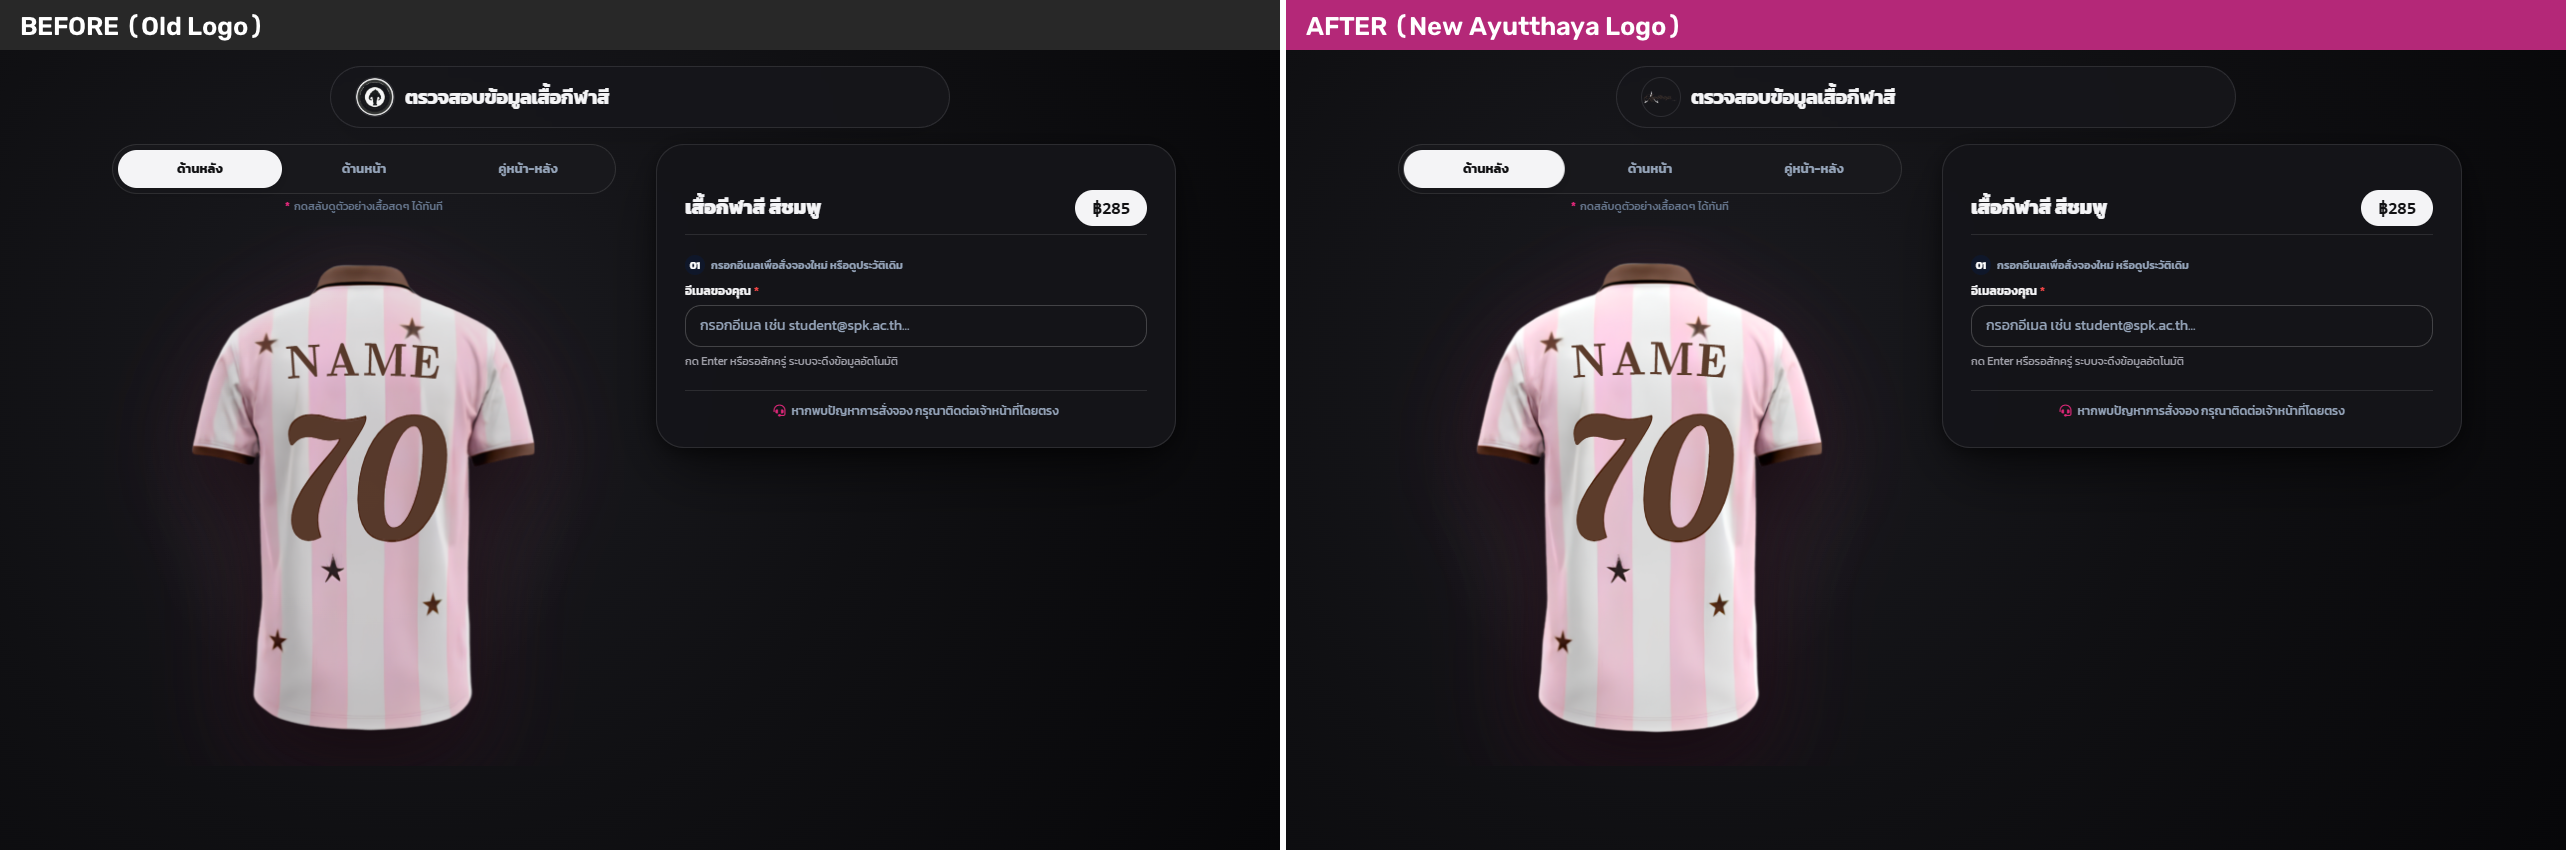 BEFORE (Old Logo)
ตรวจสอบข้อมูลเสื้อกีฬาสี
ด้านหลัง
ด้านหน้า
คู่หน้า-หลัง
* กดสลับดูตัวอย่างเสื้อสดๆ ได้ทันที
NAME
70
เสื้อกีฬาสี สีชมพู
฿285
01 กรอกอีเมลเพื่อสั่งจองใหม่ หรือดูประวัติเดิม
อีเมลของคุณ *
กรอกอีเมล เช่น student@spk.ac.th...
กด Enter หรือรอสักครู่ ระบบจะดึงข้อมูลอัตโนมัติ
หากพบปัญหาการสั่งจอง กรุณาติดต่อเจ้าหน้าที่โดยตรง
AFTER (New Ayutthaya Logo)
ตรวจสอบข้อมูลเสื้อกีฬาสี
ด้านหลัง
ด้านหน้า
คู่หน้า-หลัง
* กดสลับดูตัวอย่างเสื้อสดๆ ได้ทันที
NAME
70
เสื้อกีฬาสี สีชมพู
฿285
01 กรอกอีเมลเพื่อสั่งจองใหม่ หรือดูประวัติเดิม
อีเมลของคุณ *
กรอกอีเมล เช่น student@spk.ac.th...
กด Enter หรือรอสักครู่ ระบบจะดึงข้อมูลอัตโนมัติ
หากพบปัญหาการสั่งจอง กรุณาติดต่อเจ้าหน้าที่โดยตรง